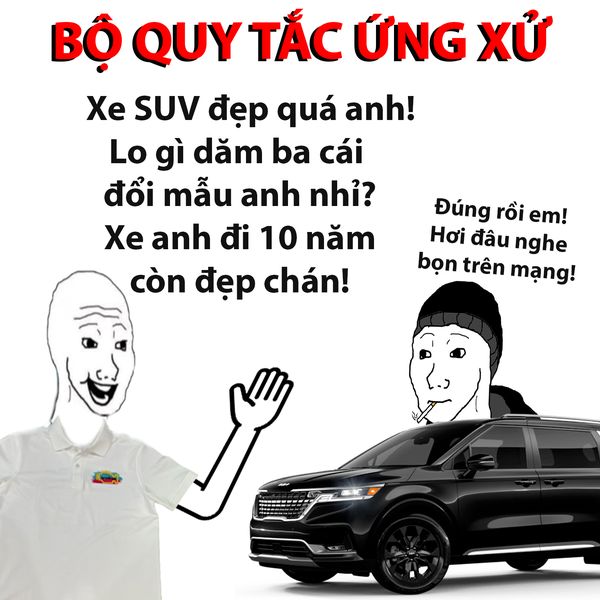 BỘ QUY TẮC ỨNG XỬ
Xe SUV đẹp quá anh!
Lo gì dăm ba cái
đổi mẫu anh nhỉ?
Xe anh đi 10 năm
còn đẹp chán!
Đúng rồi em!
Hơi đâu nghe
bọn trên mạng!